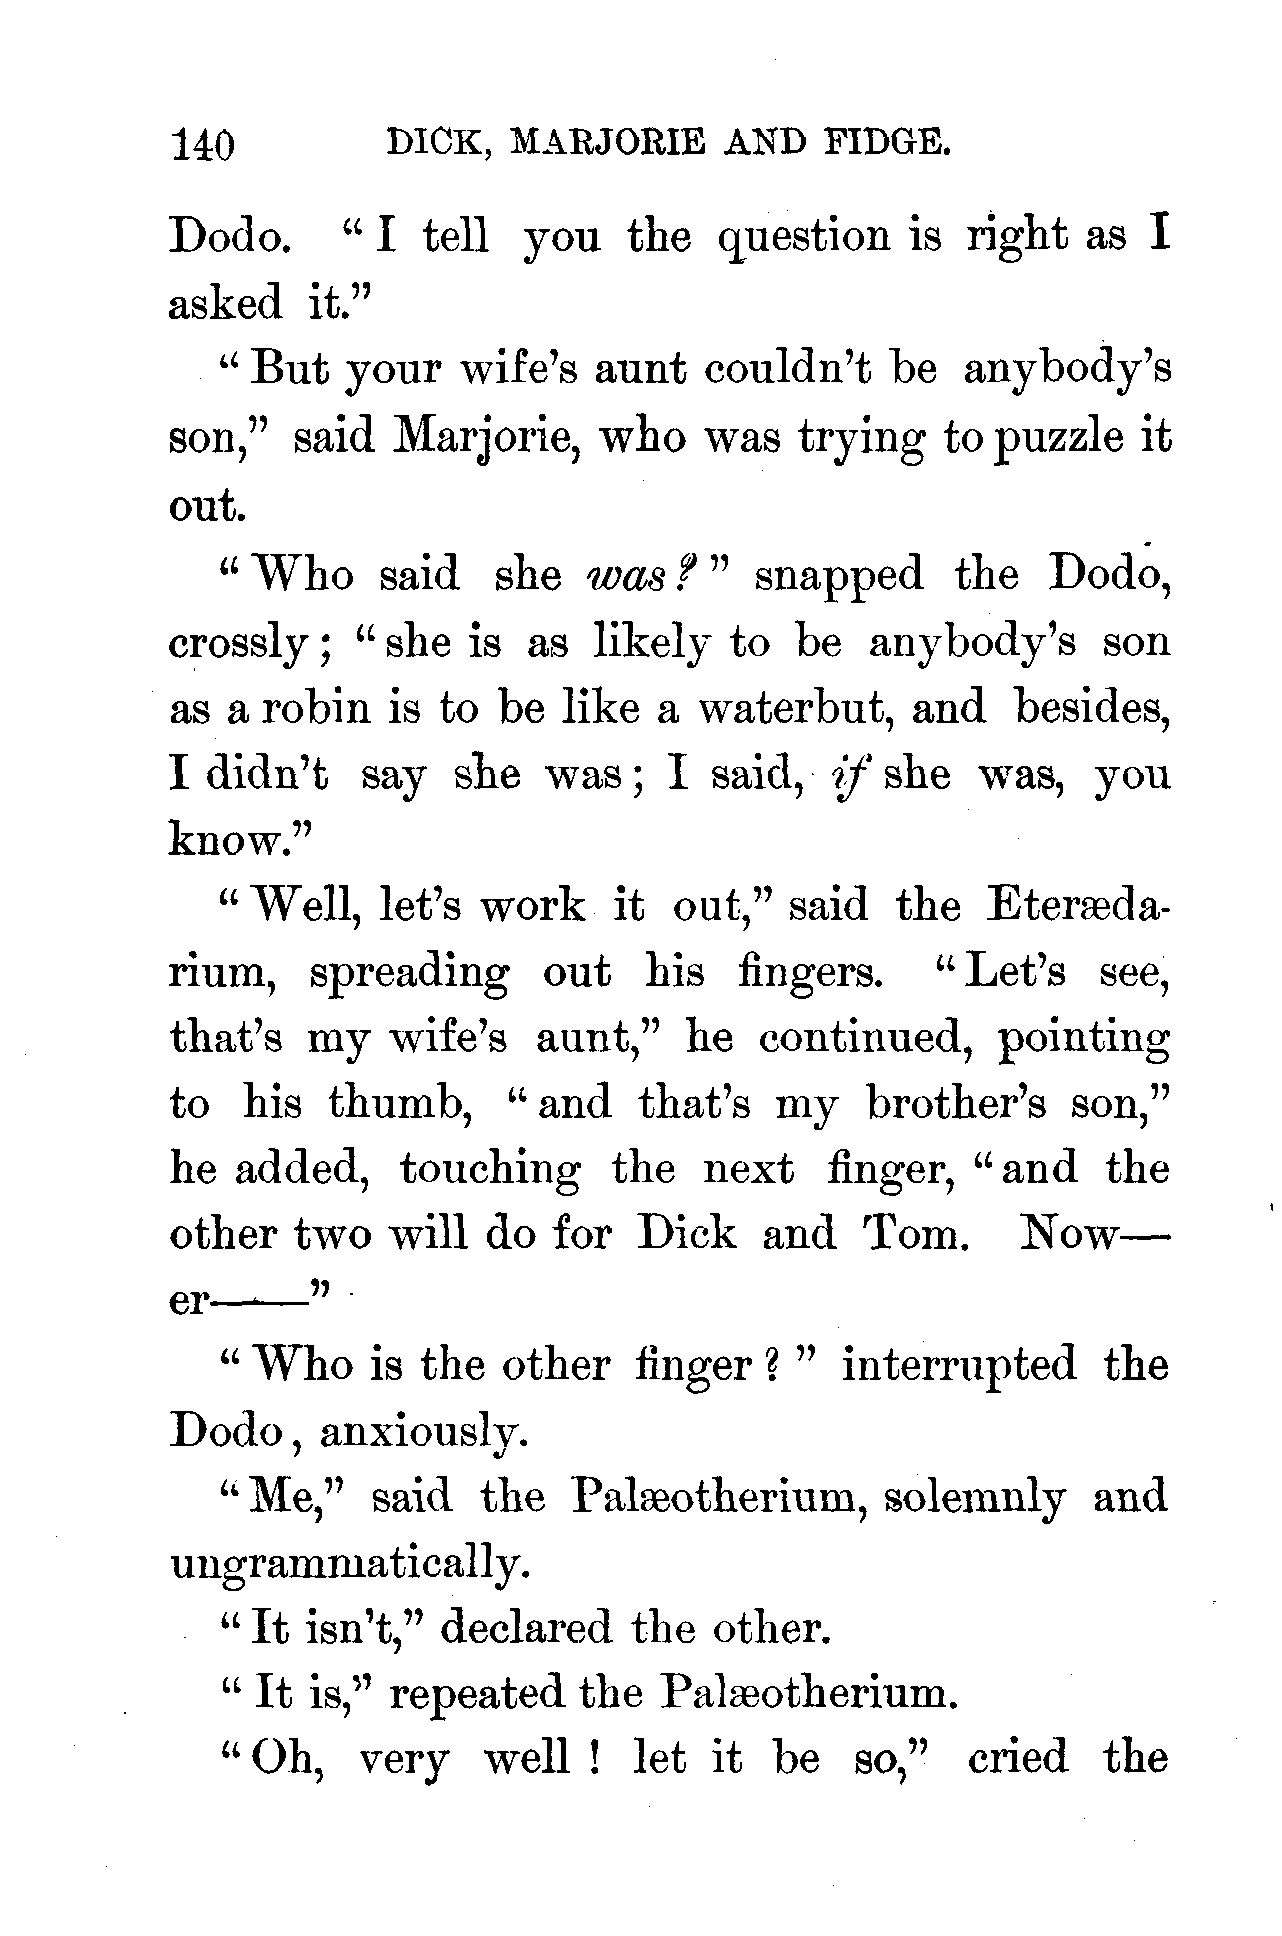 140 DICK, MARJORIE AND FIDGE.
Dodo. “ I tell you the question is right as I
asked it.”
“ But your wife’s aunt couldn’t be anybody’s
son,” said Marjorie, who was trying to puzzle it
out.
“ Who said she was ? ” snapped the Dodo,
crossly ; “ she is as likely to be anybody’s son
as a robin is to be like a waterbut, and besides,
I didn’t say she was ; I said, if she was, you
know.”
“ Well, let’s work it out,” said the Eteræda-
rium, spreading out his fingers. “ Let’s see,
that’s my wife’s aunt,” he continued, pointing
to his thumb, “ and that’s my brother’s son,”
he added, touching the next finger, “ and the
other two will do for Dick and Tom. Now—
er——”
“ Who is the other finger ? ” interrupted the
Dodo , anxiously.
“ Me,” said the Palæotherium, solemnly and
ungrammatically.
“ It isn’t,” declared the other.
“ It is,” repeated the Palæotherium.
“ Oh, very well ! let it be so,” cried the